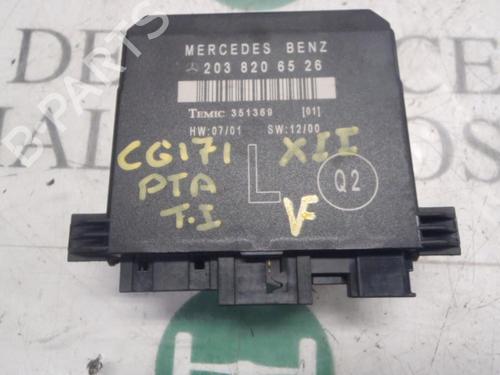 MERCEDES BENZ
203 820 65 26
TEMIC 351369 [01]
HW:07/01 SW:12/00
CG171 XII
PTA L Q2
T.I V
B-PARTS